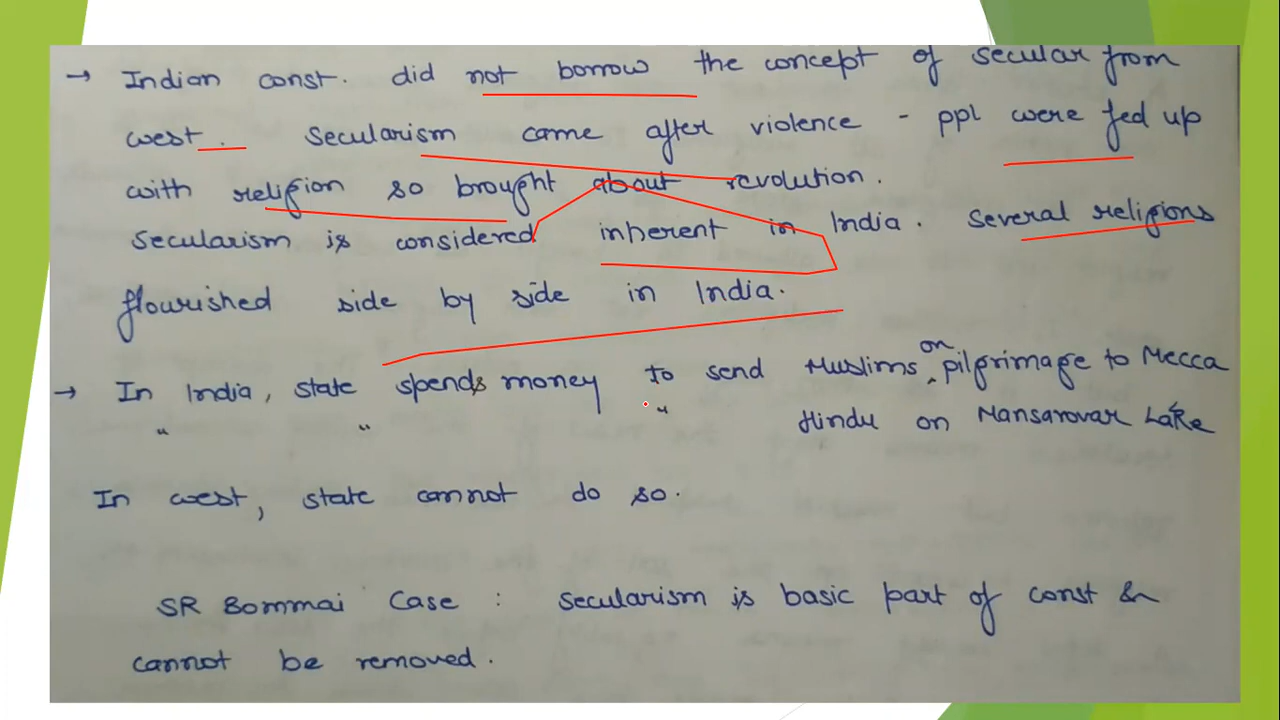 → Indian const. did not borrow the concept of secular from
west. Secularism came after violence - ppl were fed up
with religion so brought about revolution.
Secularism is considered inherent in India. Several religions
flourished side by side in India.
→ In India, state spends money to send Muslims on pilgrimage to Mecca
" " " Hindu on Mansarovar Lake
In west, state cannot do so.
SR Bommai Case : Secularism is basic part of const &
cannot be removed.